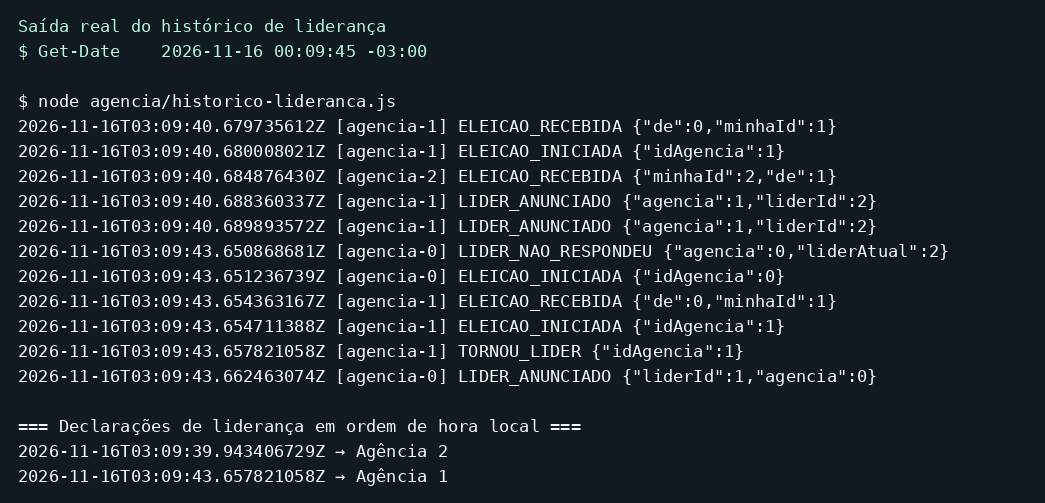 Saída real do histórico de liderança
$ Get-Date    2026-11-16 00:09:45 -03:00

$ node agencia/historico-lideranca.js
2026-11-16T03:09:40.679735612Z [agencia-1] ELEICAO_RECEBIDA {"de":0,"minhaId":1}
2026-11-16T03:09:40.680008021Z [agencia-1] ELEICAO_INICIADA {"idAgencia":1}
2026-11-16T03:09:40.684876430Z [agencia-2] ELEICAO_RECEBIDA {"minhaId":2,"de":1}
2026-11-16T03:09:40.688360337Z [agencia-1] LIDER_ANUNCIADO {"agencia":1,"liderId":2}
2026-11-16T03:09:40.689893572Z [agencia-1] LIDER_ANUNCIADO {"agencia":1,"liderId":2}
2026-11-16T03:09:43.650868681Z [agencia-0] LIDER_NAO_RESPONDEU {"agencia":0,"liderAtual":2}
2026-11-16T03:09:43.651236739Z [agencia-0] ELEICAO_INICIADA {"idAgencia":0}
2026-11-16T03:09:43.654363167Z [agencia-1] ELEICAO_RECEBIDA {"de":0,"minhaId":1}
2026-11-16T03:09:43.654711388Z [agencia-1] ELEICAO_INICIADA {"idAgencia":1}
2026-11-16T03:09:43.657821058Z [agencia-1] TORNOU_LIDER {"idAgencia":1}
2026-11-16T03:09:43.662463074Z [agencia-0] LIDER_ANUNCIADO {"liderId":1,"agencia":0}

=== Declarações de liderança em ordem de hora local ===
2026-11-16T03:09:39.943406729Z → Agência 2
2026-11-16T03:09:43.657821058Z → Agência 1